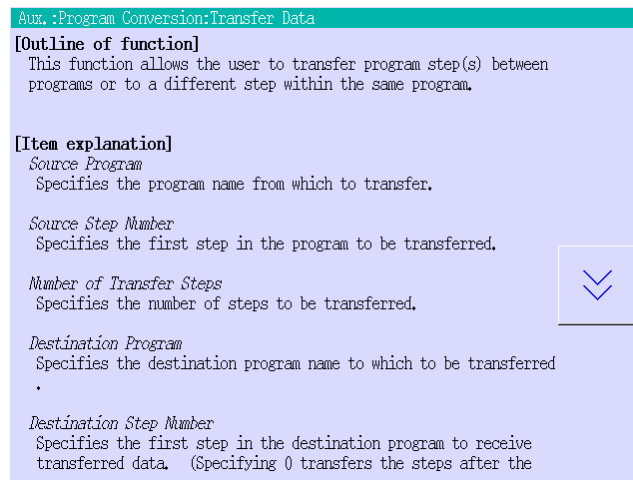 Aux.:Program Conversion:Transfer Data
[Outline of function]
This function allows the user to transfer program step(s) between
programs or to a different step within the same program.
[Item explanation]
Source Program
Specifies the program name from which to transfer.
Source Step Number
Specifies the first step in the program to be transferred.
Number of Transfer Steps
Specifies the number of steps to be transferred.
Destination Program
Specifies the destination program name to which to be transferred
.
Destination Step Number
Specifies the first step in the destination program to receive
transferred data. (Specifying 0 transfers the steps after the